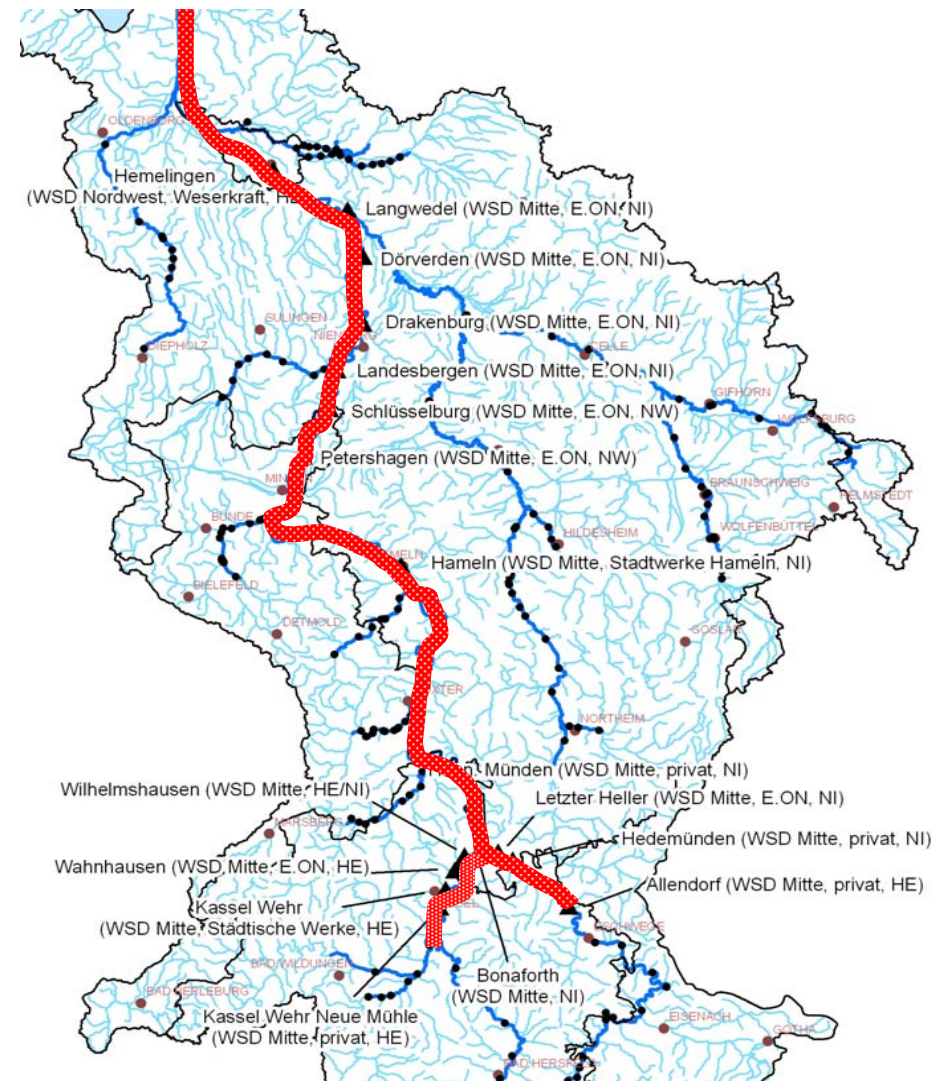 OLDENBURG
Hemelingen
(WSD Nordwest, Weserkraft,
Langwedel (WSD Mitte, E.ON, NI)
Dörverden (WSD Mitte, E.ON, NI)
SULINGEN
Drakenburg (WSD Mitte, E.ON, NI)
DIEPHOLZ
CELLE
Landesbergen (WSD Mitte, E.ON, NI)
GIFHORN
Schlüsselburg (WSD Mitte, E.ON, NW)
Petershagen (WSD Mitte, E.ON, NW)
BRAUNSCHWEIG
HELMSTEDT
BÜNDE
HILDESHEIM
WOLFENBÜTTEL
Hameln (WSD Mitte, Stadtwerke Hameln, NI)
BIELEFELD
DETMOLD
GOSLAR
NORTHEIM
Münden (WSD Mitte, privat, NI)
Wilhelmshausen (WSD Mitte, HE/NI)
Letzter Heller (WSD Mitte, E.ON, NI)
MARSBERG
Hedemünden (WSD Mitte, privat, NI)
Wahnhausen (WSD Mitte, E.ON, HE)
Allendorf (WSD Mitte, privat, HE)
Kassel Wehr
(WSD Mitte, Städtische Werke, HE)
ESCHWEGE
BAD WILDUNGEN
Bonaforth
(WSD Mitte, NI)
BAD BERLEBURG
Kassel Wehr Neue Mühle
(WSD Mitte, privat, HE)
EISENACH
GOTHA
BAD HERSFELD